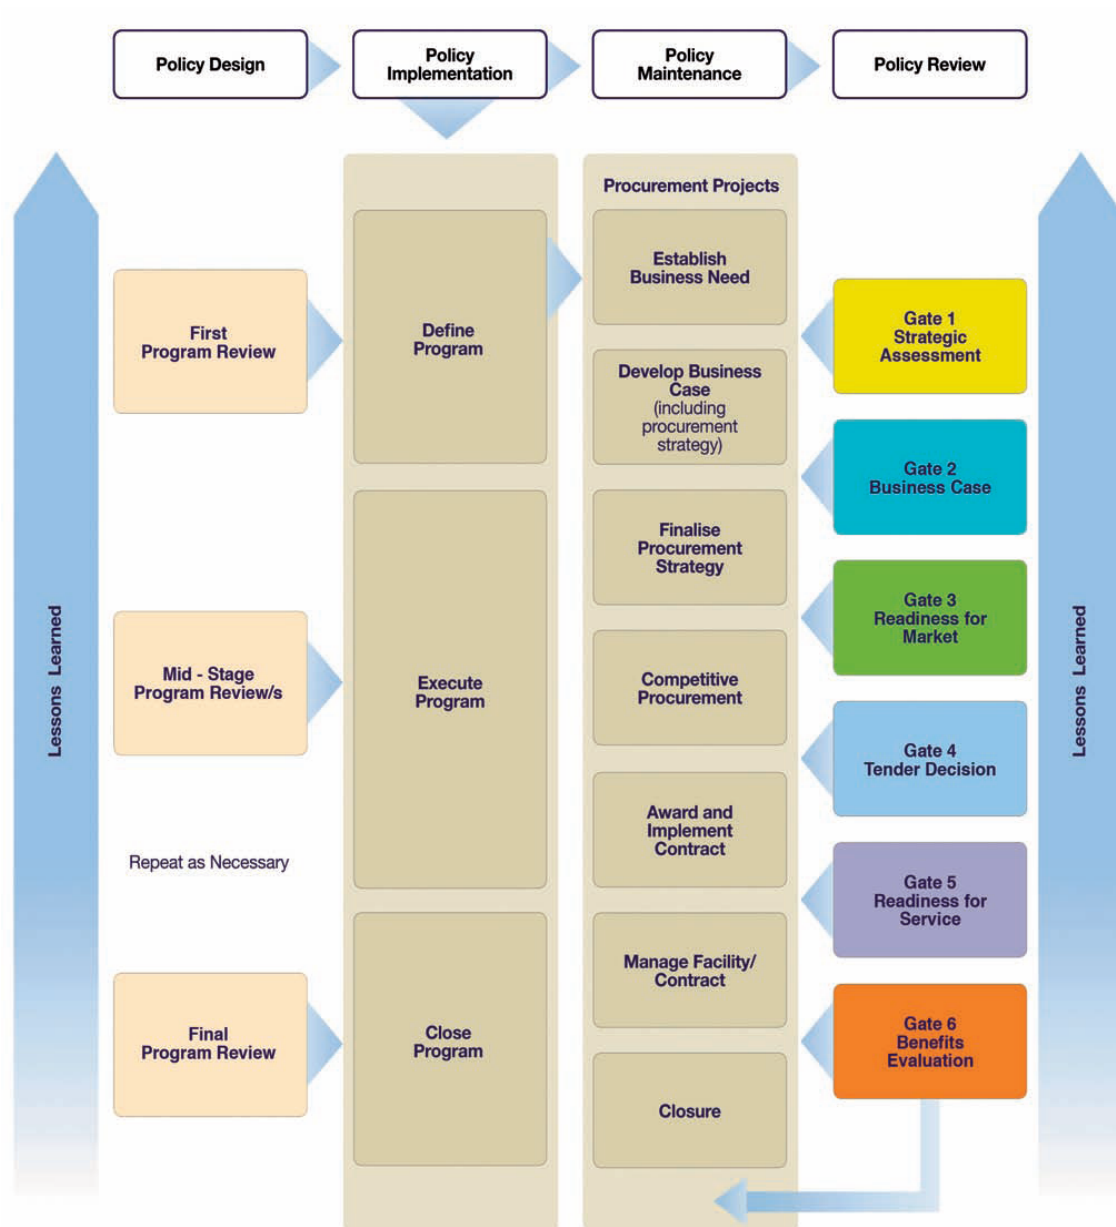 Policy Design
Policy
Implementation
Policy
Maintenance
Policy Review
Lessons Learned
First
Program Review
Mid - Stage
Program Review/s
Repeat as Necessary
Final
Program Review
Define
Program
Execute
Program
Close
Program
Procurement Projects
Establish
Business Need
Develop Business
Case
(including
procurement
strategy)
Finalise
Procurement
Strategy
Competitive
Procurement
Award and
Implement
Contract
Manage Facility/
Contract
Closure
Gate 1
Strategic
Assessment
Gate 2
Business Case
Gate 3
Readiness for
Market
Gate 4
Tender Decision
Gate 5
Readiness for
Service
Gate 6
Benefits
Evaluation
Lessons Learned